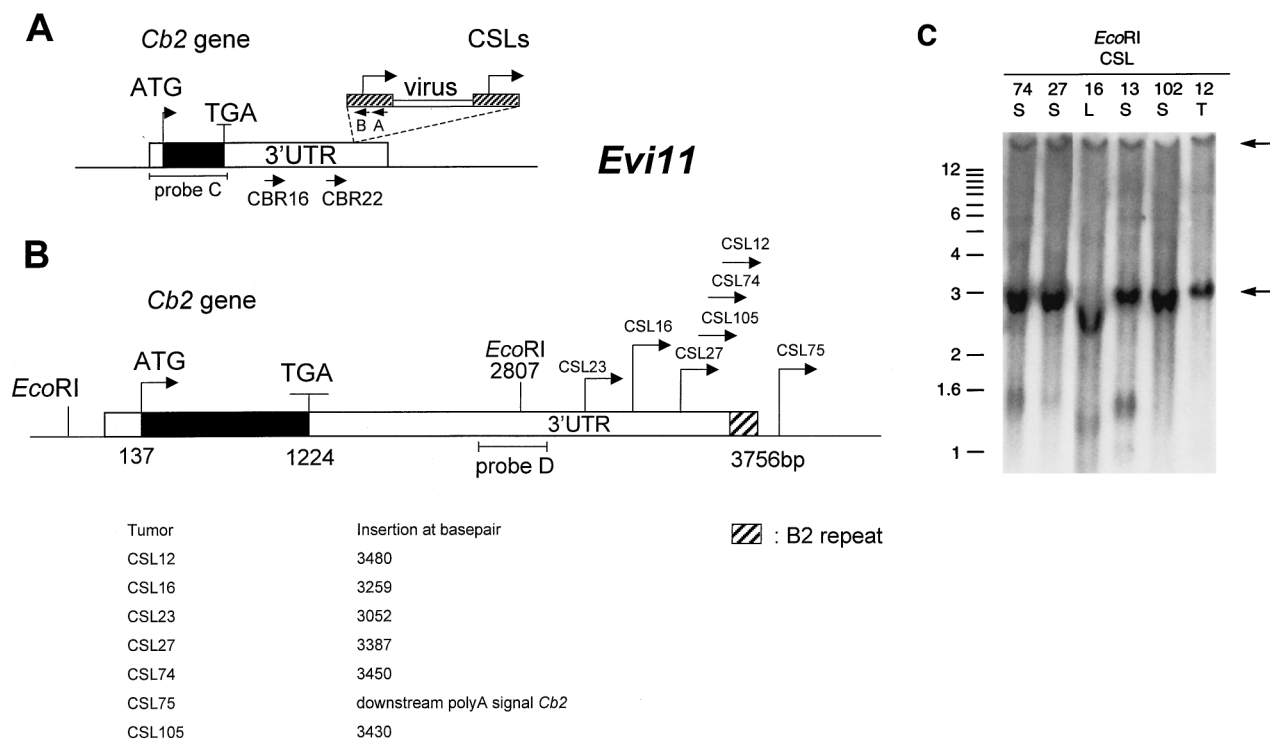 A
Cb2 gene
CSLs
ATG
virus
TGA
B A
3'UTR
probe C
CBR16
CBR22
Evi11
B
Cb2 gene
CSL12
CSL74
CSL105
CSL16
CSL27
CSL23
CSL75
ATG
TGA
EcoRI
2807
EcoRI
3'UTR
137
1224
probe D
3756bp
Tumor Insertion at basepair
CSL12 3480
CSL16 3259
CSL23 3052
CSL27 3387
CSL74 3450
CSL75 downstream polyA signal Cb2
CSL105 3430
: B2 repeat
C
EcoRI
CSL
74 27 16 13 102 12
S S L S S T
12
6
4
3
2
1.6
1